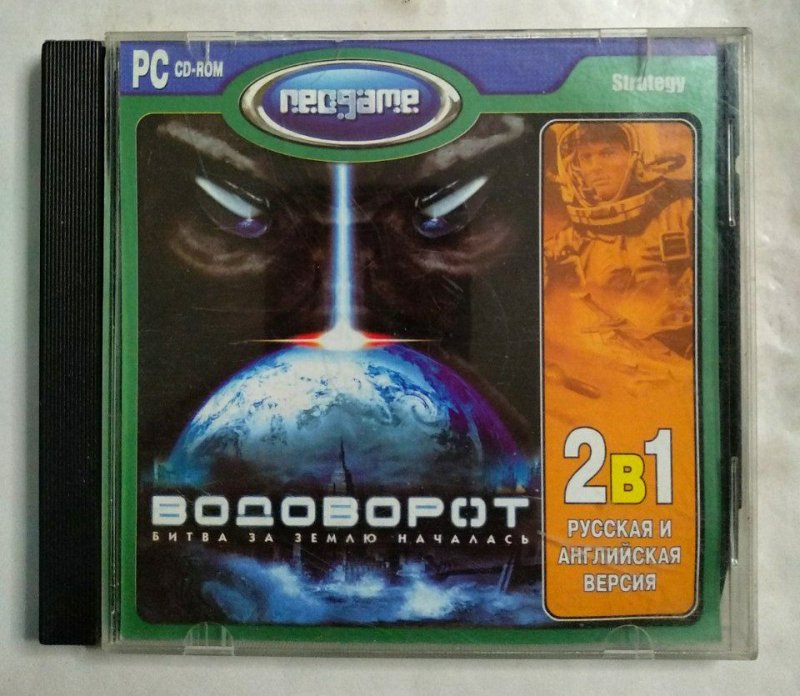 PC CD-ROM
neogame
Strategy
ВОДОВОРОТ
БИТВА ЗА ЗЕМЛЮ НАЧАЛАСЬ
2В1
РУССКАЯ И
АНГЛИЙСКАЯ
ВЕРСИЯ